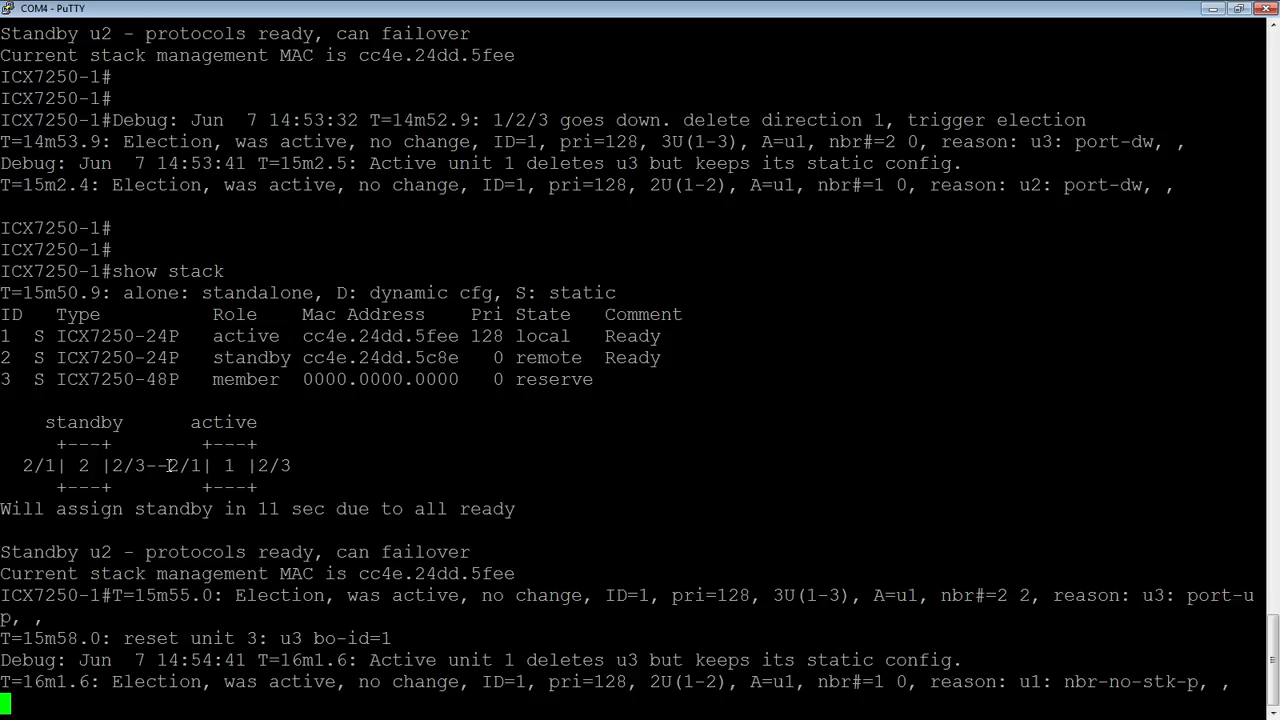 COM4 - PuTTY
Standby u2 - protocols ready, can failover
Current stack management MAC is cc4e.24dd.5fee
ICX7250-1#
ICX7250-1#
ICX7250-1#Debug: Jun  7 14:53:32 T=14m52.9: 1/2/3 goes down. delete direction 1, trigger election
T=14m53.9: Election, was active, no change, ID=1, pri=128, 3U(1-3), A=u1, nbr#=2 0, reason: u3: port-dw, ,
Debug: Jun  7 14:53:41 T=15m2.5: Active unit 1 deletes u3 but keeps its static config.
T=15m2.4: Election, was active, no change, ID=1, pri=128, 2U(1-2), A=u1, nbr#=1 0, reason: u2: port-dw, ,
ICX7250-1#
ICX7250-1#
ICX7250-1#show stack
T=15m50.9: alone: standalone, D: dynamic cfg, S: static
ID   Type          Role    Mac Address    Pri State   Comment
1  S ICX7250-24P   active  cc4e.24dd.5fee 128 local   Ready
2  S ICX7250-24P   standby cc4e.24dd.5c8e   0 remote  Ready
3  S ICX7250-48P   member  0000.0000.0000   0 reserve
    standby      active
     +---+        +---+
  2/1| 2 |2/3--2/1| 1 |2/3
     +---+        +---+
Will assign standby in 11 sec due to all ready
Standby u2 - protocols ready, can failover
Current stack management MAC is cc4e.24dd.5fee
ICX7250-1#T=15m55.0: Election, was active, no change, ID=1, pri=128, 3U(1-3), A=u1, nbr#=2 2, reason: u3: port-u
p, ,
T=15m58.0: reset unit 3: u3 bo-id=1
Debug: Jun  7 14:54:41 T=16m1.6: Active unit 1 deletes u3 but keeps its static config.
T=16m1.6: Election, was active, no change, ID=1, pri=128, 2U(1-2), A=u1, nbr#=1 0, reason: u1: nbr-no-stk-p, ,